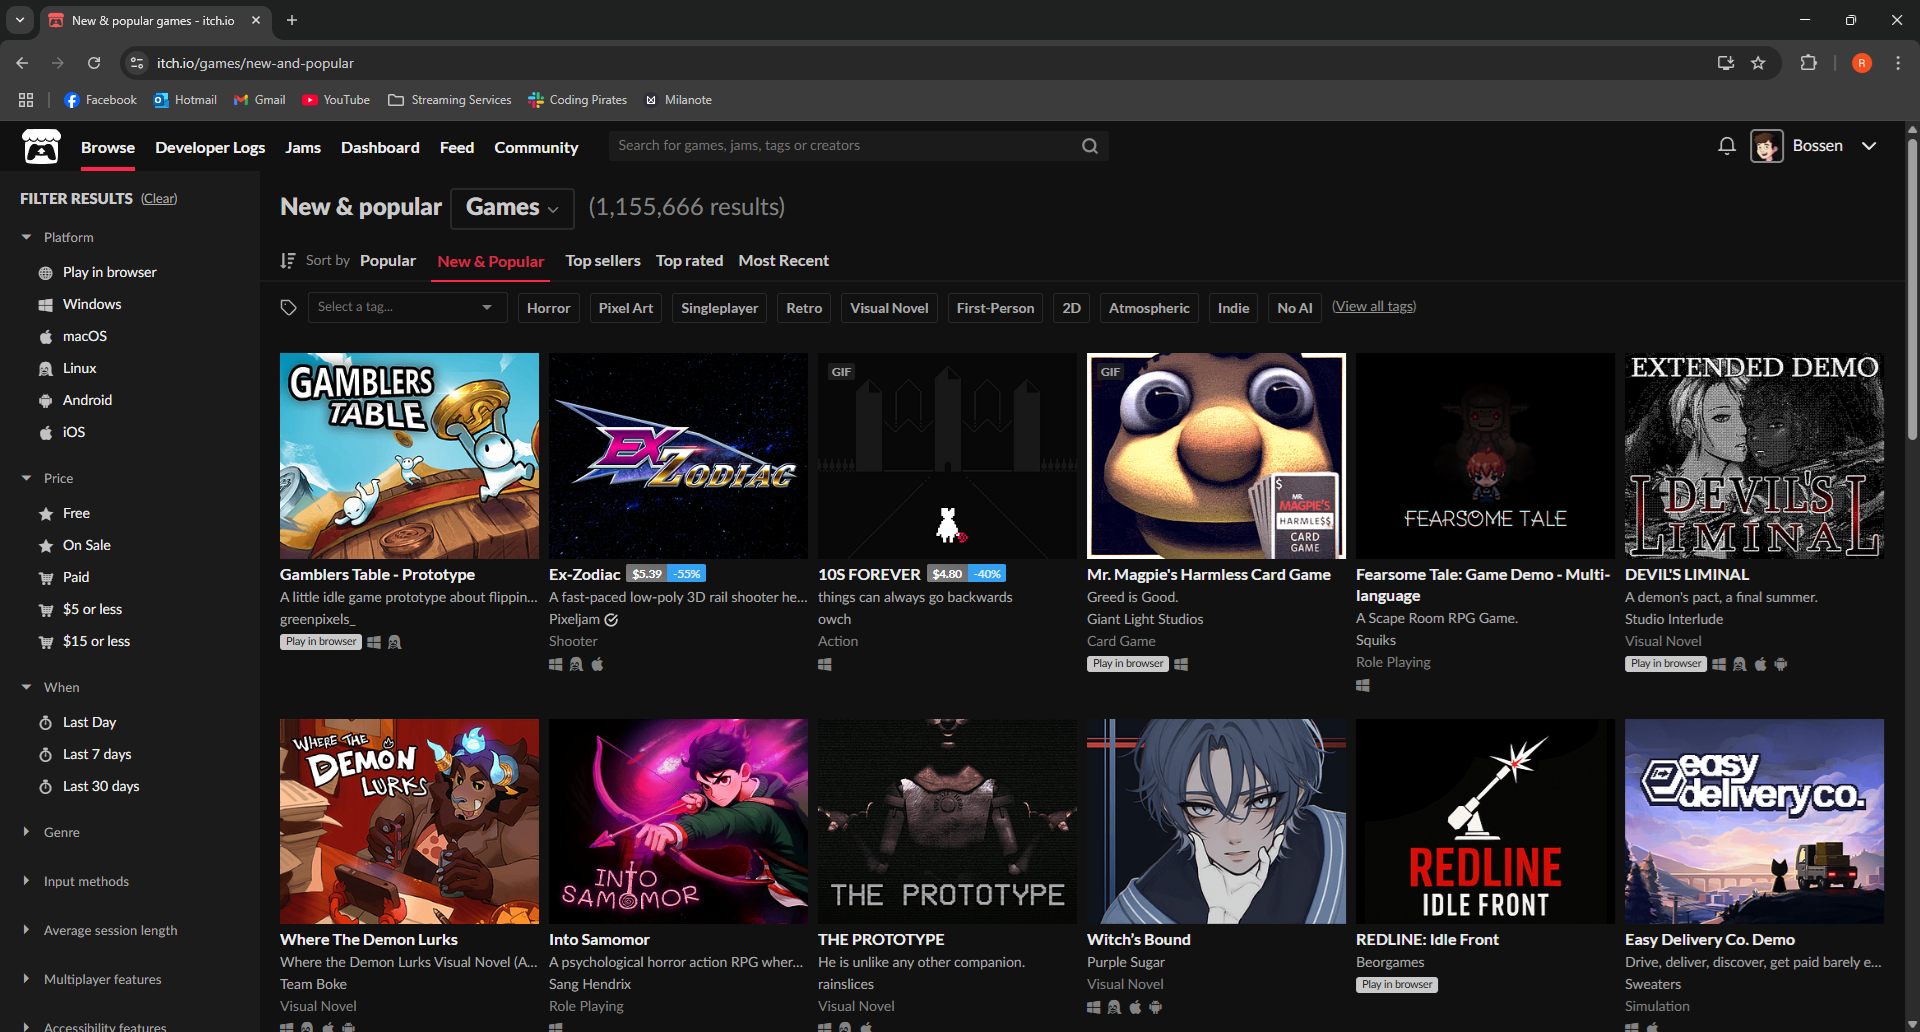 New & popular games - itch.io
itch.io/games/new-and-popular
R
Facebook Hotmail Gmail YouTube Streaming Services Coding Pirates Milanote
Browse Developer Logs Jams Dashboard Feed Community Search for games, jams, tags or creators Bossen
FILTER RESULTS (Clear)
Platform
Play in browser
Windows
macOS
Linux
Android
iOS
Price
Free
On Sale
Paid
$5 or less
$15 or less
When
Last Day
Last 7 days
Last 30 days
Genre
Input methods
Average session length
Multiplayer features
Accessibility features
New & popular Games (1,155,666 results)
Sort by Popular New & Popular Top sellers Top rated Most Recent
Select a tag... Horror Pixel Art Singleplayer Retro Visual Novel First-Person 2D Atmospheric Indie No AI (View all tags)
GAMBLERS
TABLE
Gamblers Table - Prototype
A little idle game prototype about flippin...
greenpixels_
Play in browser
EX
ZODIAC
Ex-Zodiac $5.39 -55%
A fast-paced low-poly 3D rail shooter he...
Pixeljam
Shooter
GIF
10S FOREVER $4.80 -40%
things can always go backwards
owch
Action
GIF
$
MR.
MAGPIE'S
HARMLE$$
CARD
GAME
Mr. Magpie's Harmless Card Game
Greed is Good.
Giant Light Studios
Card Game
Play in browser
FEARSOME TALE
Fearsome Tale: Game Demo - Multi-
language
A Scape Room RPG Game.
Squiks
Role Playing
EXTENDED DEMO
DEVIL'S
LIMINAL
DEVIL'S LIMINAL
A demon's pact, a final summer.
Studio Interlude
Visual Novel
Play in browser
WHERE THE
DEMON
LURKS
Where The Demon Lurks
Where the Demon Lurks Visual Novel (A...
Team Boke
Visual Novel
INTO
SAMOMOR
Into Samomor
A psychological horror action RPG wher...
Sang Hendrix
Role Playing
THE PROTOTYPE
THE PROTOTYPE
He is unlike any other companion.
rainslices
Visual Novel
Witch's Bound
Purple Sugar
Visual Novel
REDLINE
IDLE FRONT
REDLINE: Idle Front
Beorgames
Play in browser
easy
delivery co.
Easy Delivery Co. Demo
Drive, deliver, discover, get paid barely e...
Sweaters
Simulation